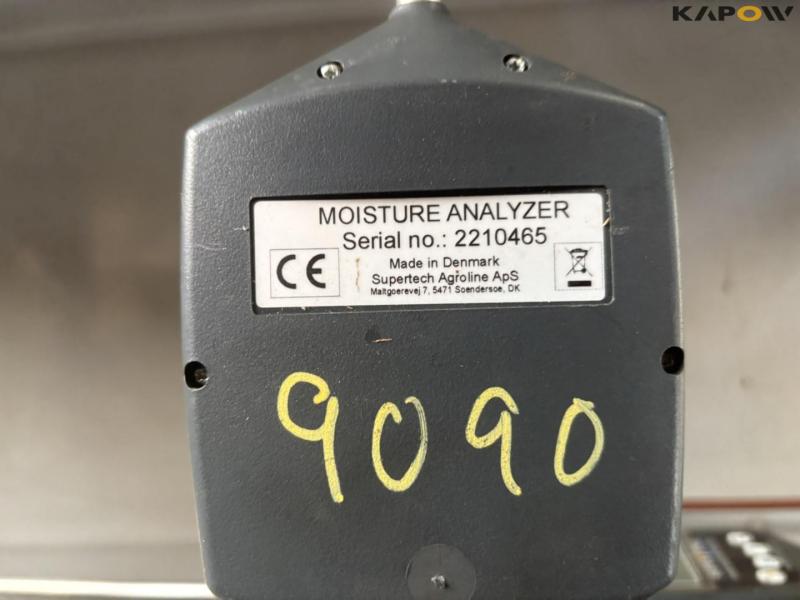 KAPOW
MOISTURE ANALYZER
Serial no.: 2210465
CE
Made in Denmark
Supertech Agroline ApS
Maltgoerevej 7, 5471 Soendersoe, DK
9090